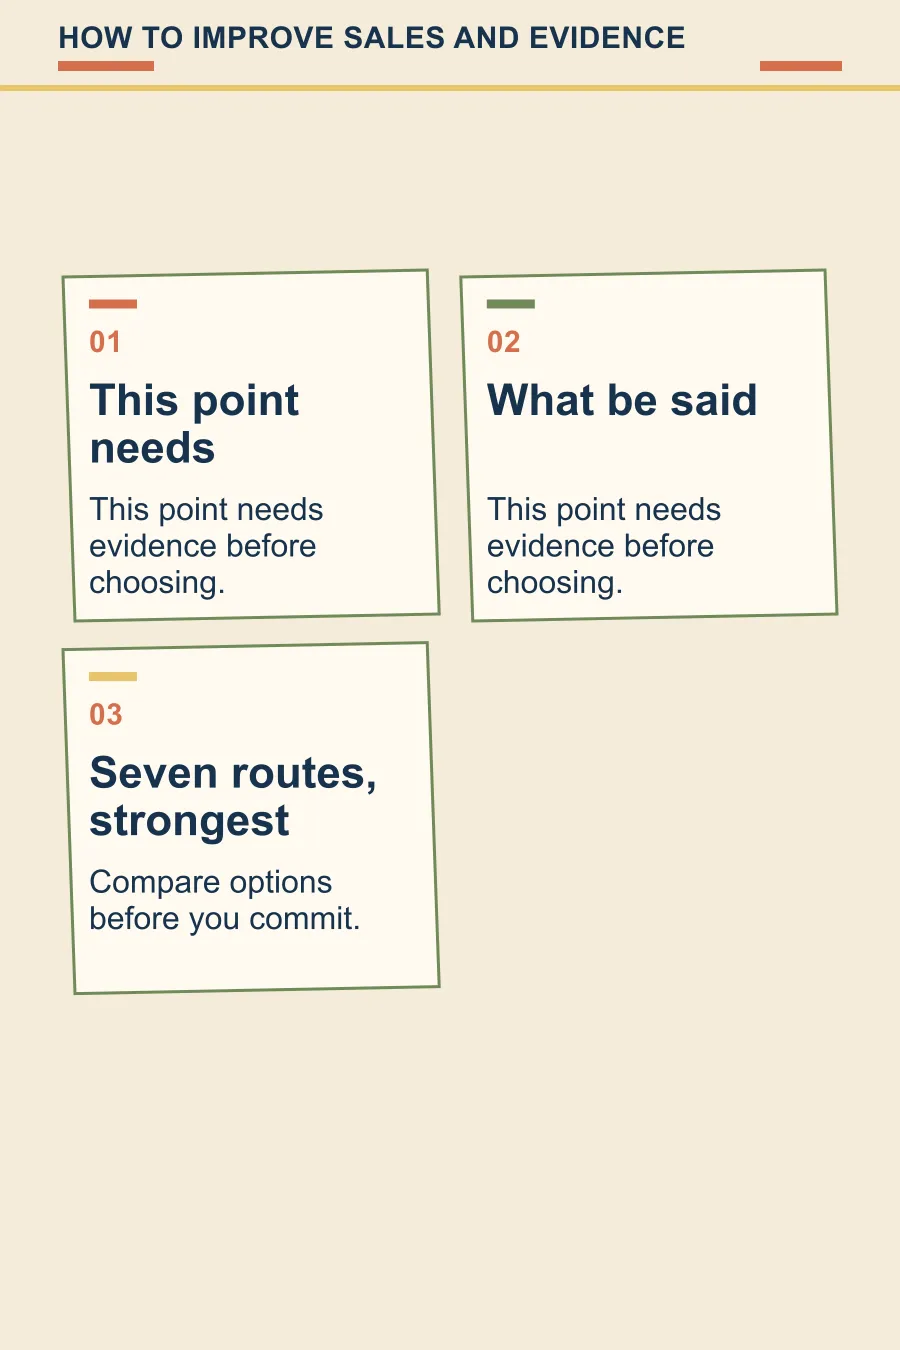 HOW TO IMPROVE SALES AND EVIDENCE
01
This point
needs
This point needs
evidence before
choosing.
02
What be said
This point needs
evidence before
choosing.
03
Seven routes,
strongest
Compare options
before you commit.